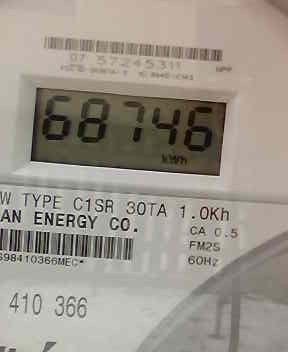 07 57245311
68746
kWh
W TYPE C1SR 30TA 1.0Kh
AN ENERGY CO.
CA 0.5
FM2S
60Hz
S98410366MEC*
410 366